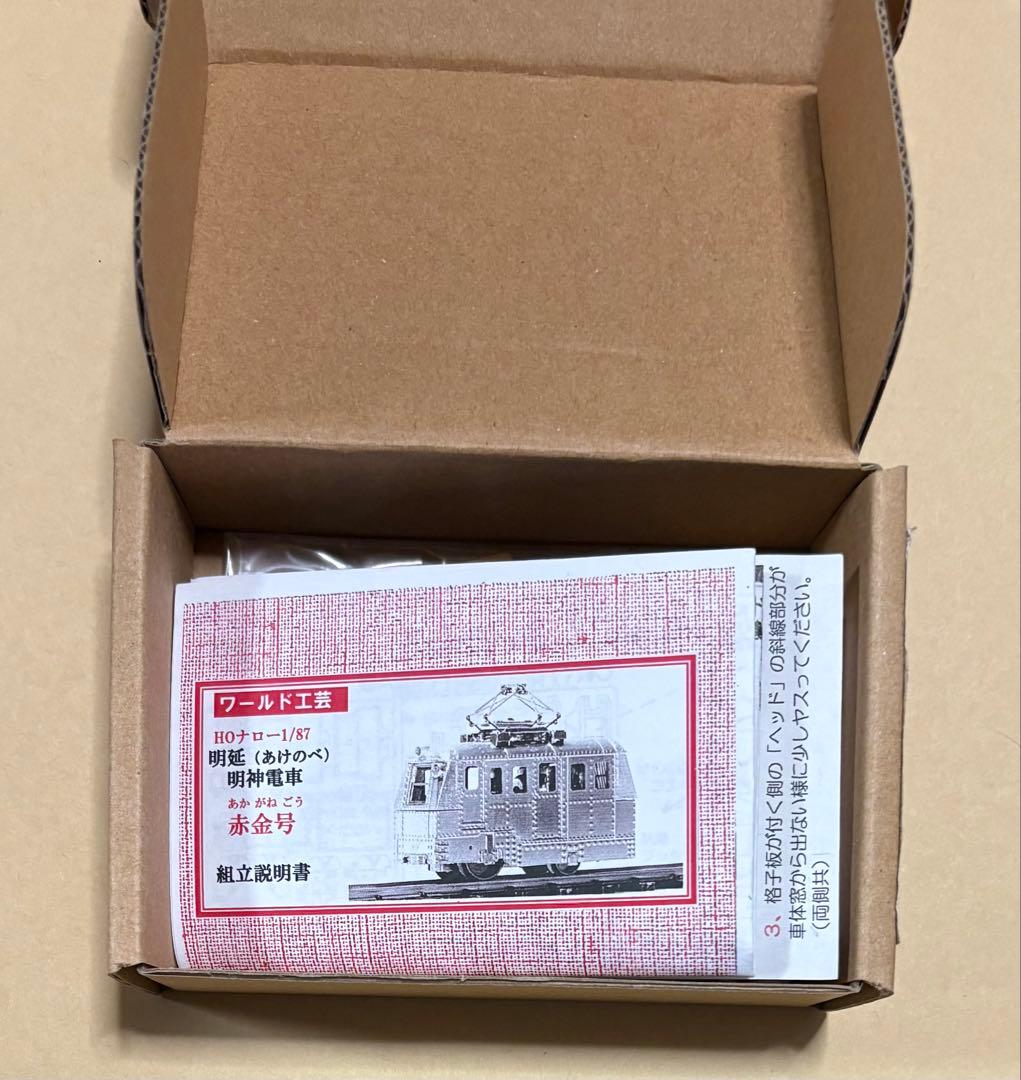 ワールド工芸
HOナロー1/87
明延（あけのべ）
明神電車
あか がね ごう
赤金号
組立説明書
3、格子板が付く側の「ヘッド」の斜線部分が
車体窓から出ない様に少しヤスってください。
（両側共）